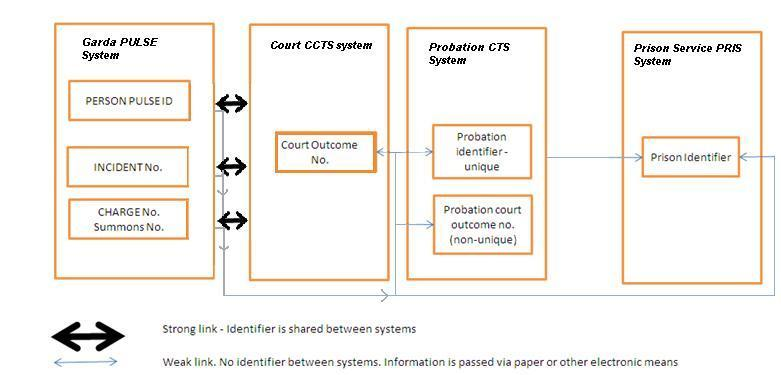 Garda PULSE
System
PERSON PULSE ID
INCIDENT No.
CHARGE No.
Summons No.
Court CCTS system
Court Outcome
No.
Probation CTS
System
Probation
identifier -
unique
Probation court
outcome no.
(non-unique)
Prison Service PRIS
System
Prison Identifier
Strong link - Identifier is shared between systems
Weak link. No identifier between systems. Information is passed via paper or other electronic means